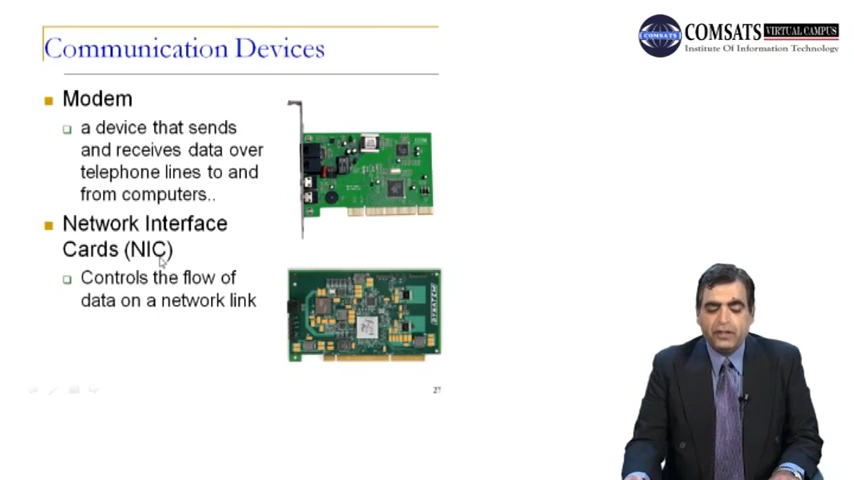 Communication Devices
Modem
a device that sends
and receives data over
telephone lines to and
from computers..
Network Interface
Cards (NIC)
Controls the flow of
data on a network link
27
COMSATS
COMSATS VIRTUAL CAMPUS
Institute Of Information Technology